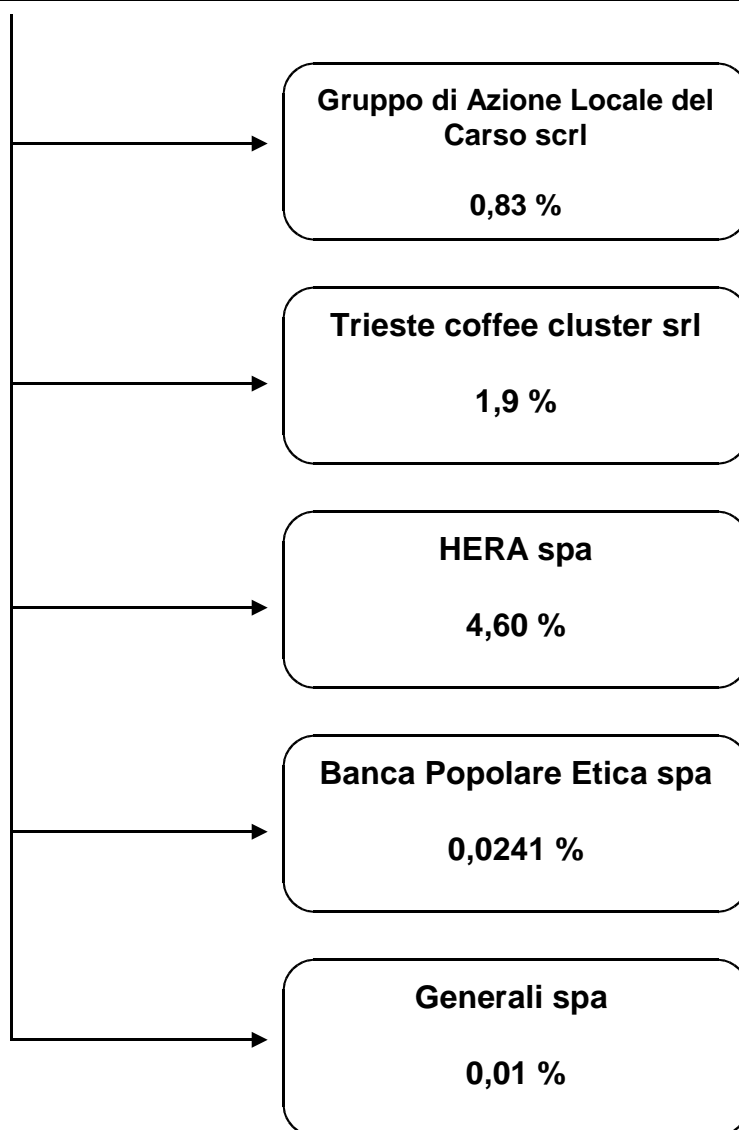 Gruppo di Azione Locale del
Carso scrl
0,83 %
Trieste coffee cluster srl
1,9 %
HERA spa
4,60 %
Banca Popolare Etica spa
0,0241 %
Generali spa
0,01 %